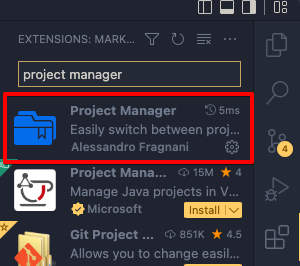 EXTENSIONS: MARK...
project manager
Project Manager 5ms
Easily switch between proj...
Alessandro Fragnani
Project Mana... 15M 4
Manage Java projects in V...
Microsoft Install
Git Project ... 851K 4.5
Allows you to change easil...
4